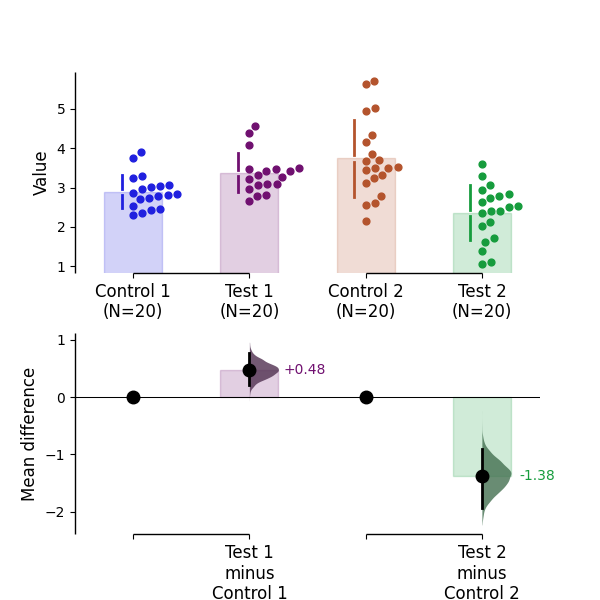 Value
5
4
3
2
1
Control 1 (N=20)
Test 1 (N=20)
Control 2 (N=20)
Test 2 (N=20)
Mean difference
1
0
−1
−2
+0.48
-1.38
Test 1
minus
Control 1
Test 2
minus
Control 2